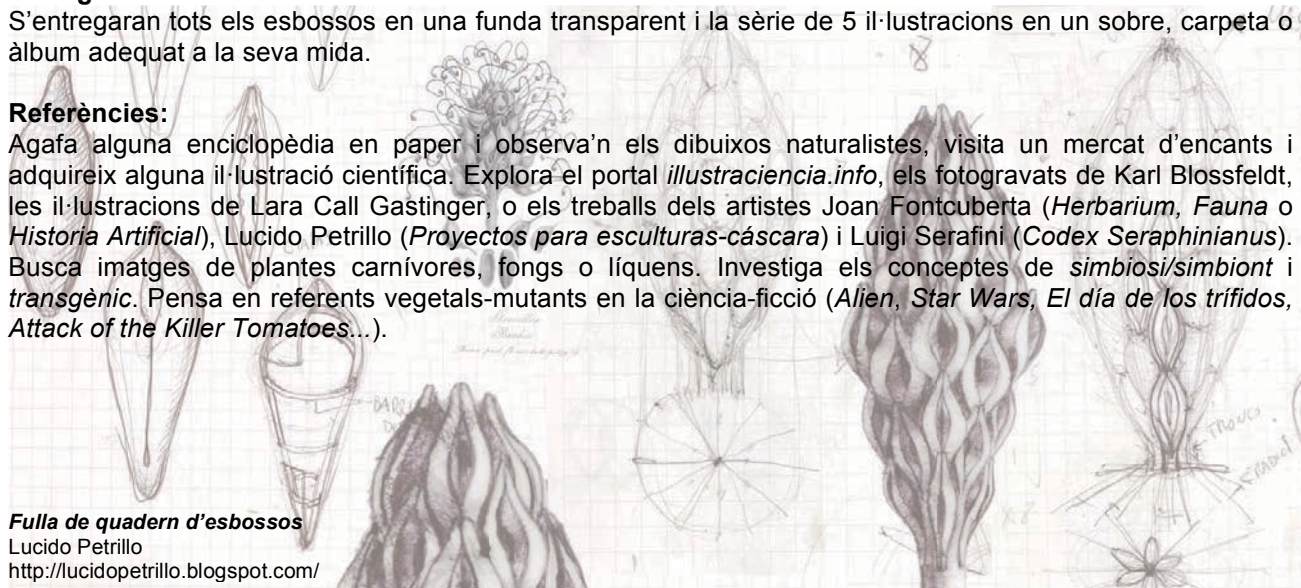 S’entregaran tots els esbossos en una funda transparent i la sèrie de 5 il·lustracions en un sobre, carpeta o
àlbum adequat a la seva mida.
Referències:
Agafa alguna enciclopèdia en paper i observa’n els dibuixos naturalistes, visita un mercat d’encants i
adquireix alguna il·lustració científica. Explora el portal illustraciencia.info, els fotogravats de Karl Blossfeldt,
les il·lustracions de Lara Call Gastinger, o els treballs dels artistes Joan Fontcuberta (Herbarium, Fauna o
Historia Artificial), Lucido Petrillo (Proyectos para esculturas-cáscara) i Luigi Serafini (Codex Seraphinianus).
Busca imatges de plantes carnívores, fongs o líquens. Investiga els conceptes de simbiosi/simbiont i
transgènic. Pensa en referents vegetals-mutants en la ciència-ficció (Alien, Star Wars, El día de los trífidos,
Attack of the Killer Tomatoes...).
TRONCO
Fulla de quadern d’esbossos
Lucido Petrillo
http://lucidopetrillo.blogspot.com/